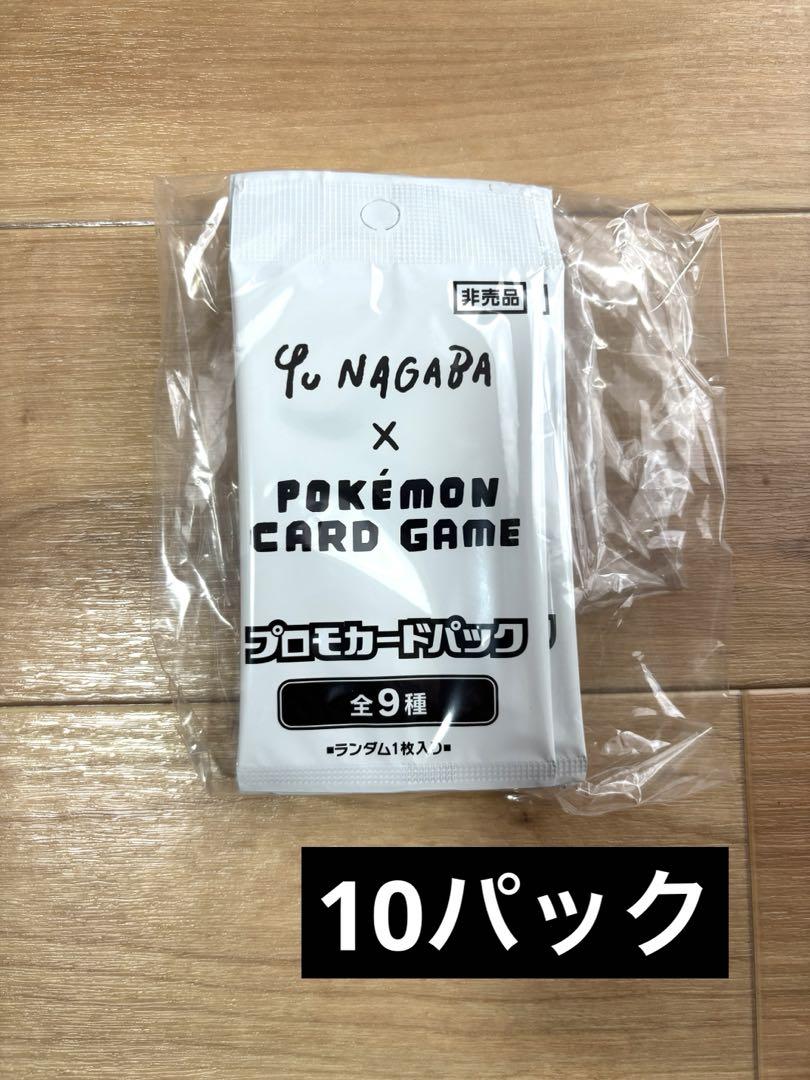 非売品
Yu NAGABA
×
POKÉMON
CARD GAME
プロモカードパック
全9種
■ランダム1枚入り■
10パック